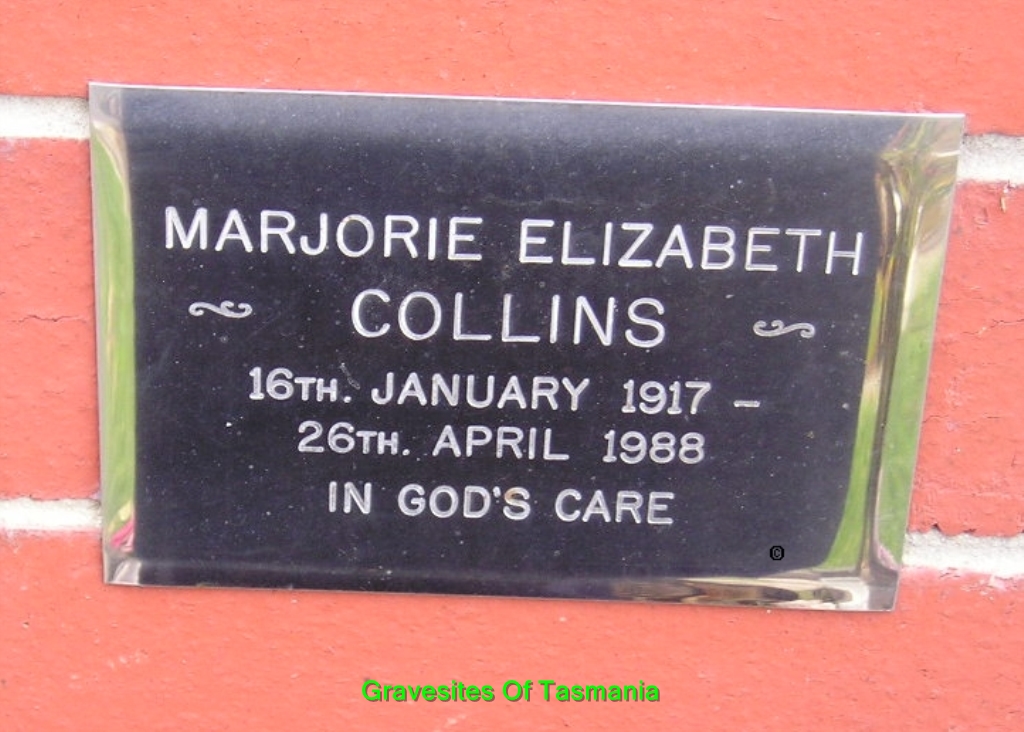 MARJORIE ELIZABETH
COLLINS
16TH. JANUARY 1917 –
26TH. APRIL 1988
IN GOD'S CARE
©
Gravesites Of Tasmania